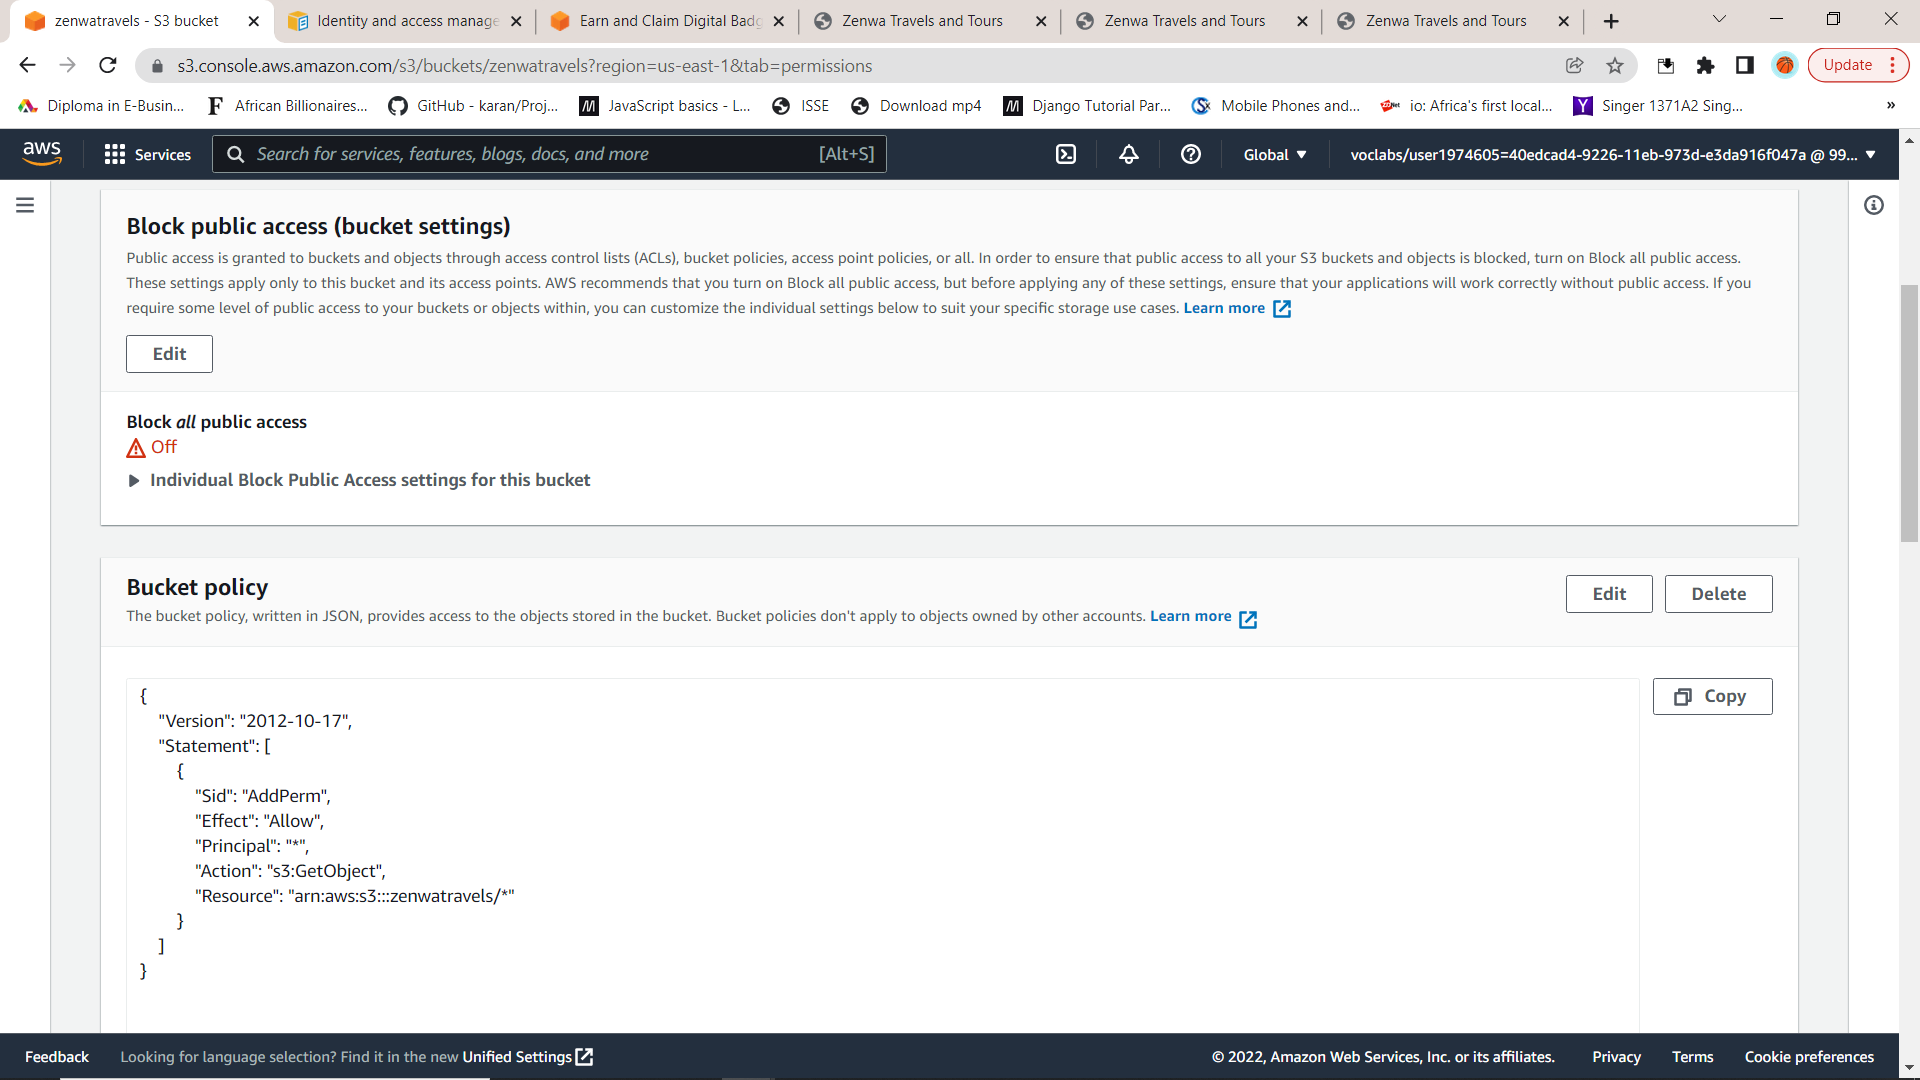 zenwatravels - S3 bucket
Identity and access manage
Earn and Claim Digital Badg
Zenwa Travels and Tours
Zenwa Travels and Tours
Zenwa Travels and Tours
s3.console.aws.amazon.com/s3/buckets/zenwatravels?region=us-east-1&tab=permissions
Update
Diploma in E-Busin...
African Billionaires...
GitHub - karan/Proj...
JavaScript basics - L...
ISSE
Download mp4
Django Tutorial Par...
Mobile Phones and...
io: Africa's first local...
Singer 1371A2 Sing...
»
aws
Services
Search for services, features, blogs, docs, and more
[Alt+S]
Global
voclabs/user1974605=40edcad4-9226-11eb-973d-e3da916f047a @ 99...
Block public access (bucket settings)
Public access is granted to buckets and objects through access control lists (ACLs), bucket policies, access point policies, or all. In order to ensure that public access to all your S3 buckets and objects is blocked, turn on Block all public access.
These settings apply only to this bucket and its access points. AWS recommends that you turn on Block all public access, but before applying any of these settings, ensure that your applications will work correctly without public access. If you
require some level of public access to your buckets or objects within, you can customize the individual settings below to suit your specific storage use cases. Learn more
Edit
Block all public access
Off
Individual Block Public Access settings for this bucket
Bucket policy
Edit
Delete
The bucket policy, written in JSON, provides access to the objects stored in the bucket. Bucket policies don't apply to objects owned by other accounts. Learn more
Copy
{
"Version": "2012-10-17",
"Statement": [
{
"Sid": "AddPerm",
"Effect": "Allow",
"Principal": "*",
"Action": "s3:GetObject",
"Resource": "arn:aws:s3:::zenwatravels/*"
}
]
}
Feedback
Looking for language selection? Find it in the new Unified Settings
© 2022, Amazon Web Services, Inc. or its affiliates.
Privacy
Terms
Cookie preferences